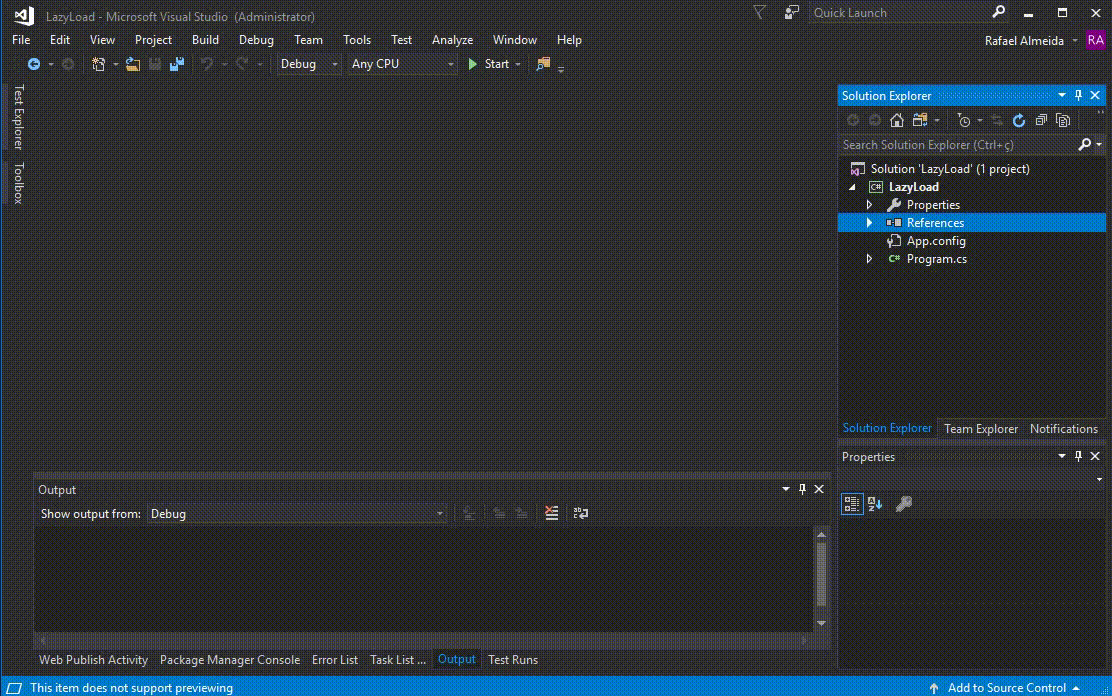 LazyLoad - Microsoft Visual Studio (Administrator)
Quick Launch
File Edit View Project Build Debug Team Tools Test Analyze Window Help
Rafael Almeida RA
Debug Any CPU Start
Test Explorer
Toolbox
Solution Explorer
Search Solution Explorer (Ctrl+ç)
Solution 'LazyLoad' (1 project)
C# LazyLoad
Properties
References
App.config
C# Program.cs
Solution Explorer Team Explorer Notifications
Properties
Output
Show output from: Debug
Web Publish Activity Package Manager Console Error List Task List ... Output Test Runs
This item does not support previewing
Add to Source Control